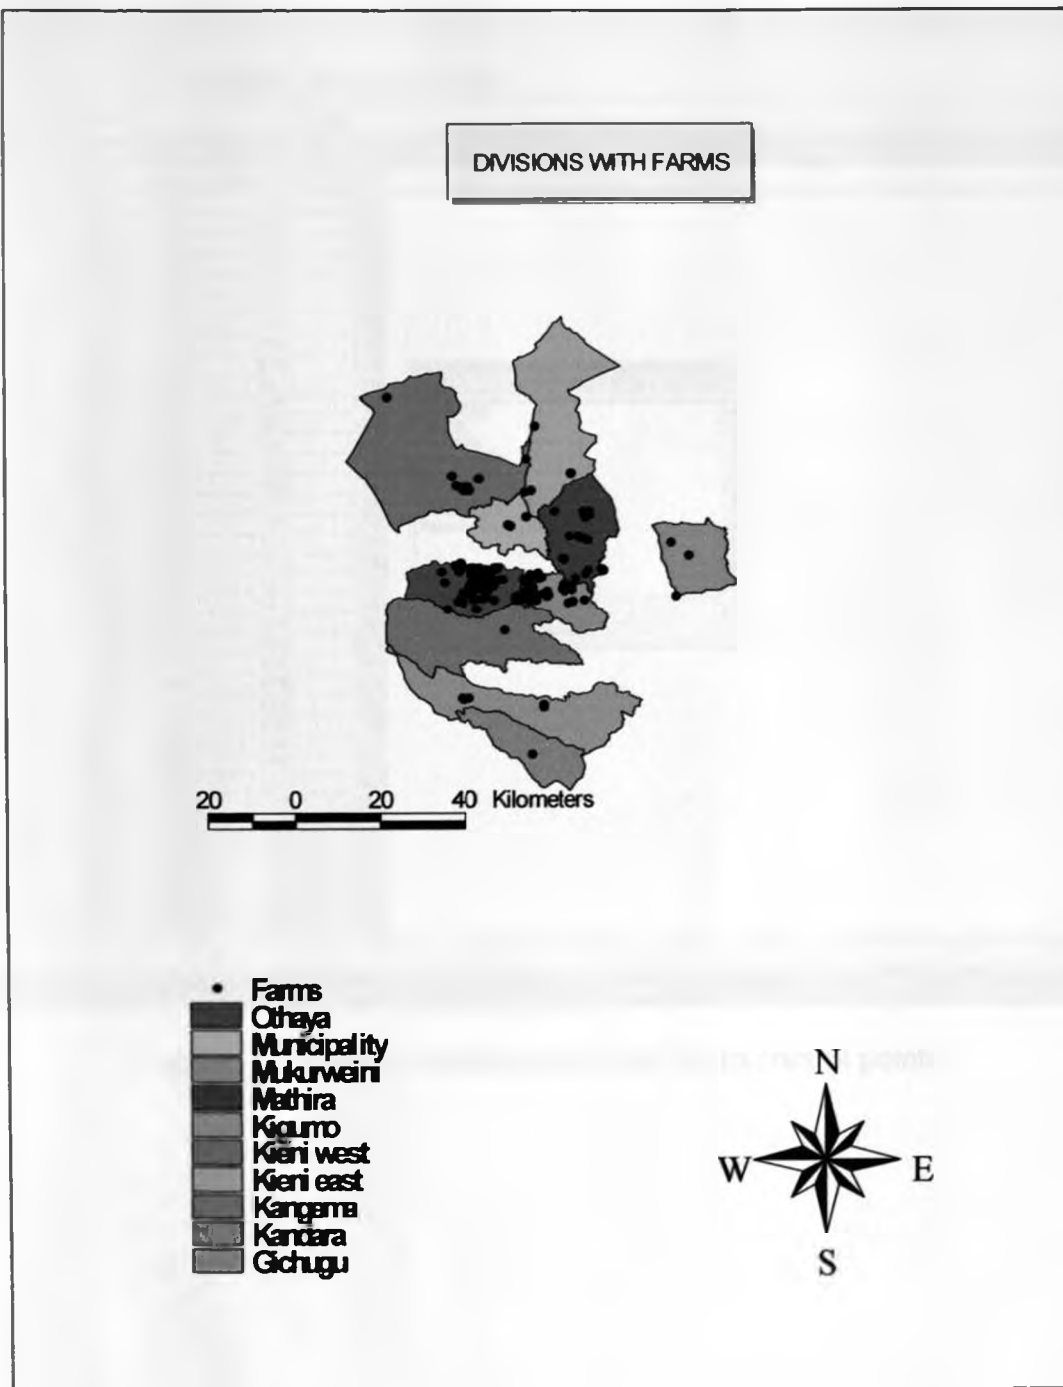 DIVISIONS WITH FARMS
20 0 20 40 Kilometers
Farms
Othaya
Municipality
Mukurweini
Mathira
Kigumo
Kieni west
Kieni east
Kangema
Kandara
Gichugu
N
W E
S